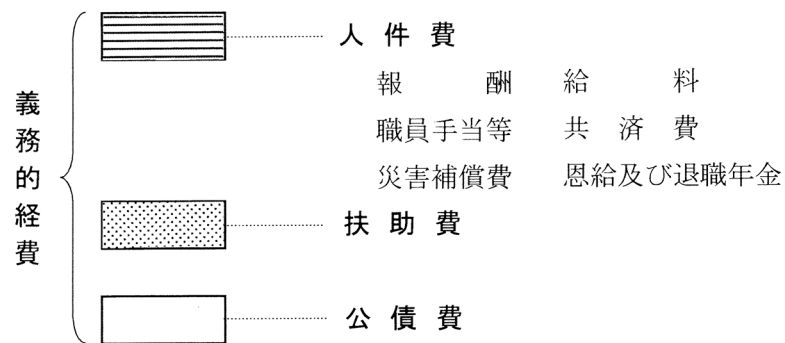 義務的経費
人件費
報酬 給料
職員手当等 共済費
災害補償費 恩給及び退職年金
扶助費
公債費